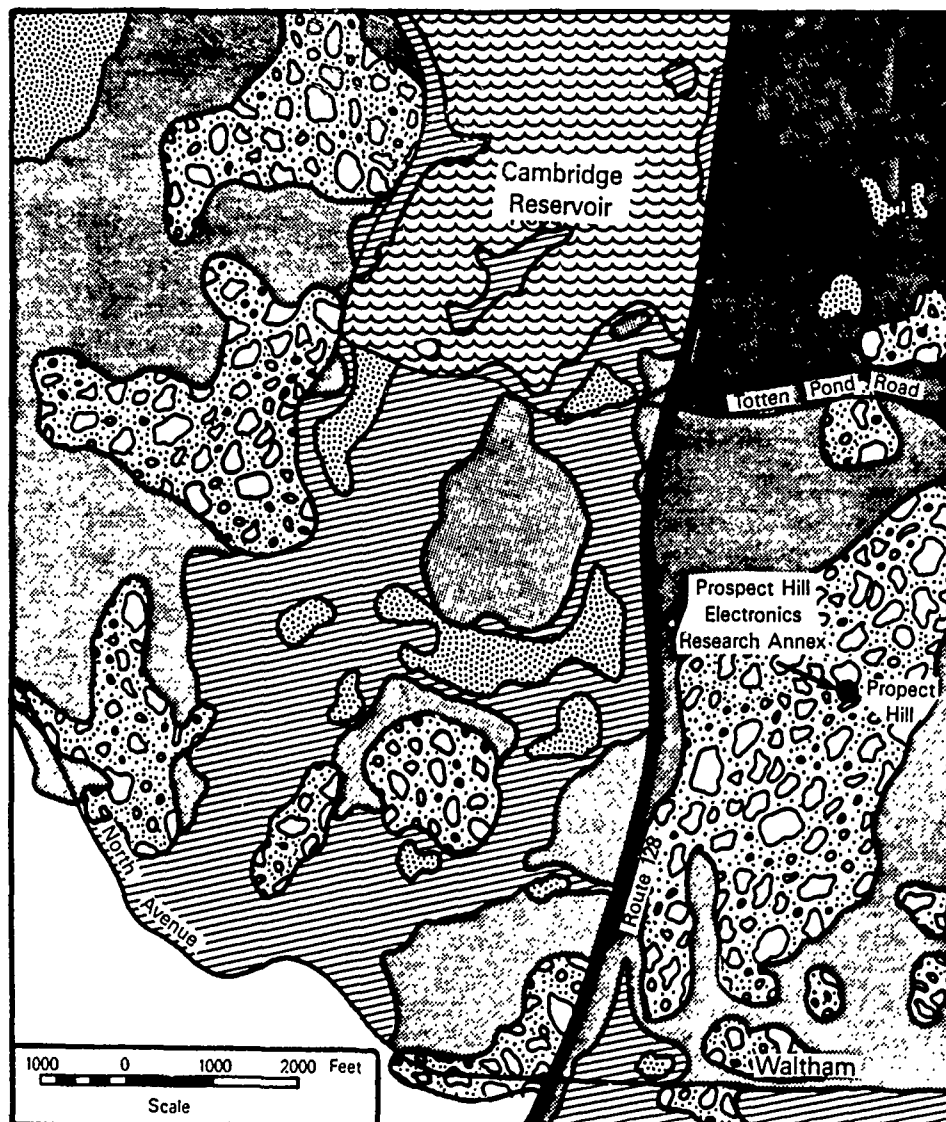 Cambridge
Reservoir
Totten Pond Road
Prospect Hill
Electronics
Research Annex
Propect
Hill
Route 128
North
Avenue
Waltham
1000 0 1000 2000 Feet
Scale